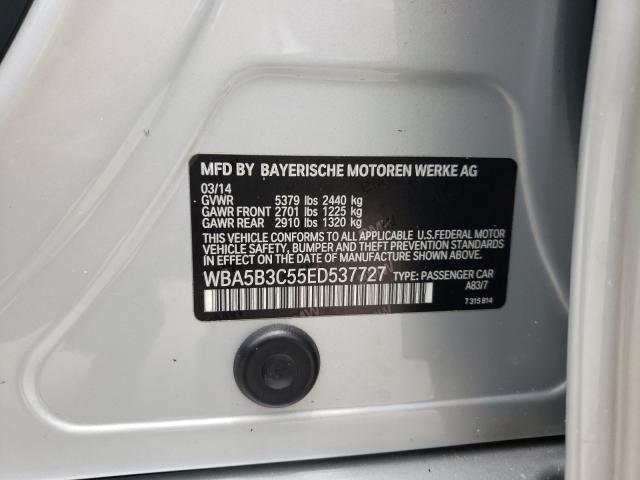 MFD BY BAYERISCHE MOTOREN WERKE AG
03/14
GVWR 5379 lbs 2440 kg
GAWR FRONT 2701 lbs 1225 kg
GAWR REAR 2910 lbs 1320 kg
THIS VEHICLE CONFORMS TO ALL APPLICABLE U.S.FEDERAL MOTOR
VEHICLE SAFETY, BUMPER, AND THEFT PREVENTION STANDARDS
IN EFFECT ON THE DATE OF MANUFACTURE SHOWN ABOVE.
WBA5B3C55ED537727 TYPE: PASSENGER CAR
A83/7
7 315 814